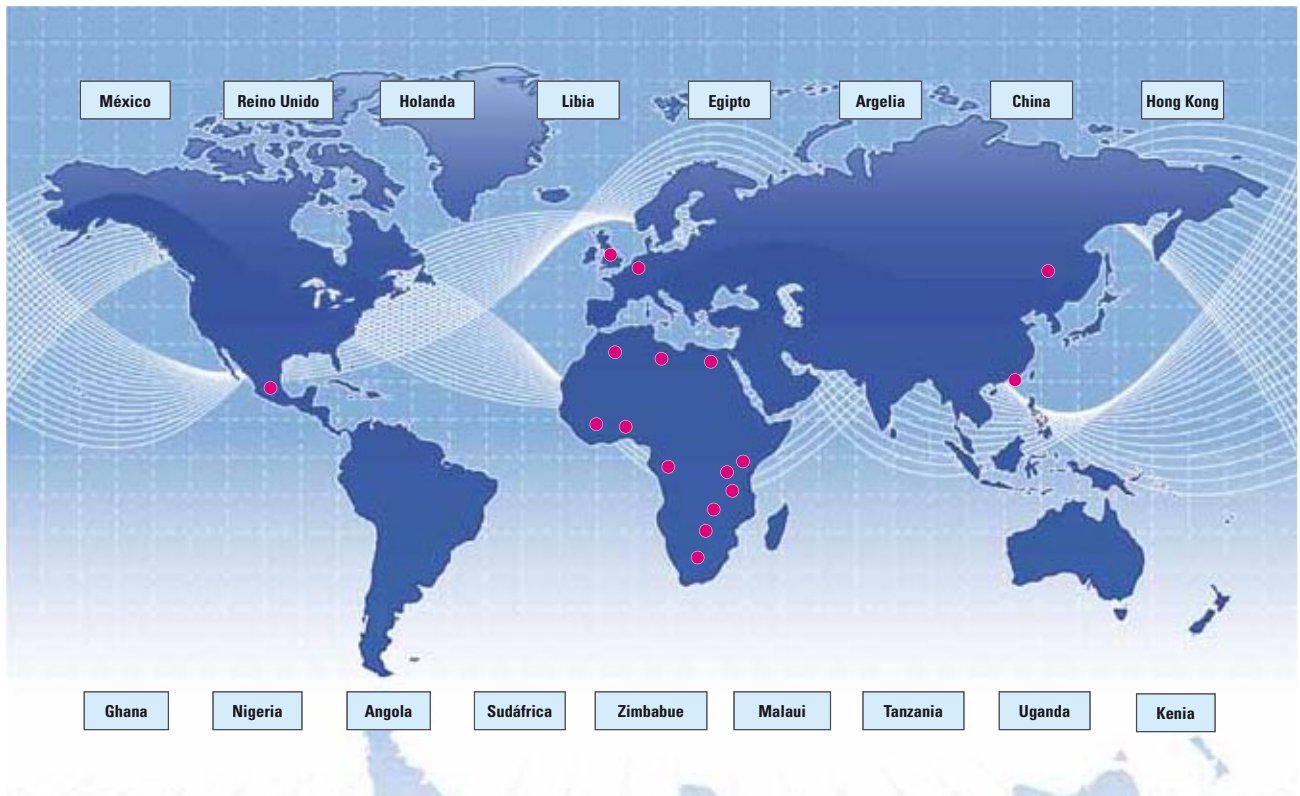 México
Reino Unido
Holanda
Libia
Egipto
Argelia
China
Hong Kong
Ghana
Nigeria
Angola
Sudáfrica
Zimbabue
Malaui
Tanzania
Uganda
Kenia